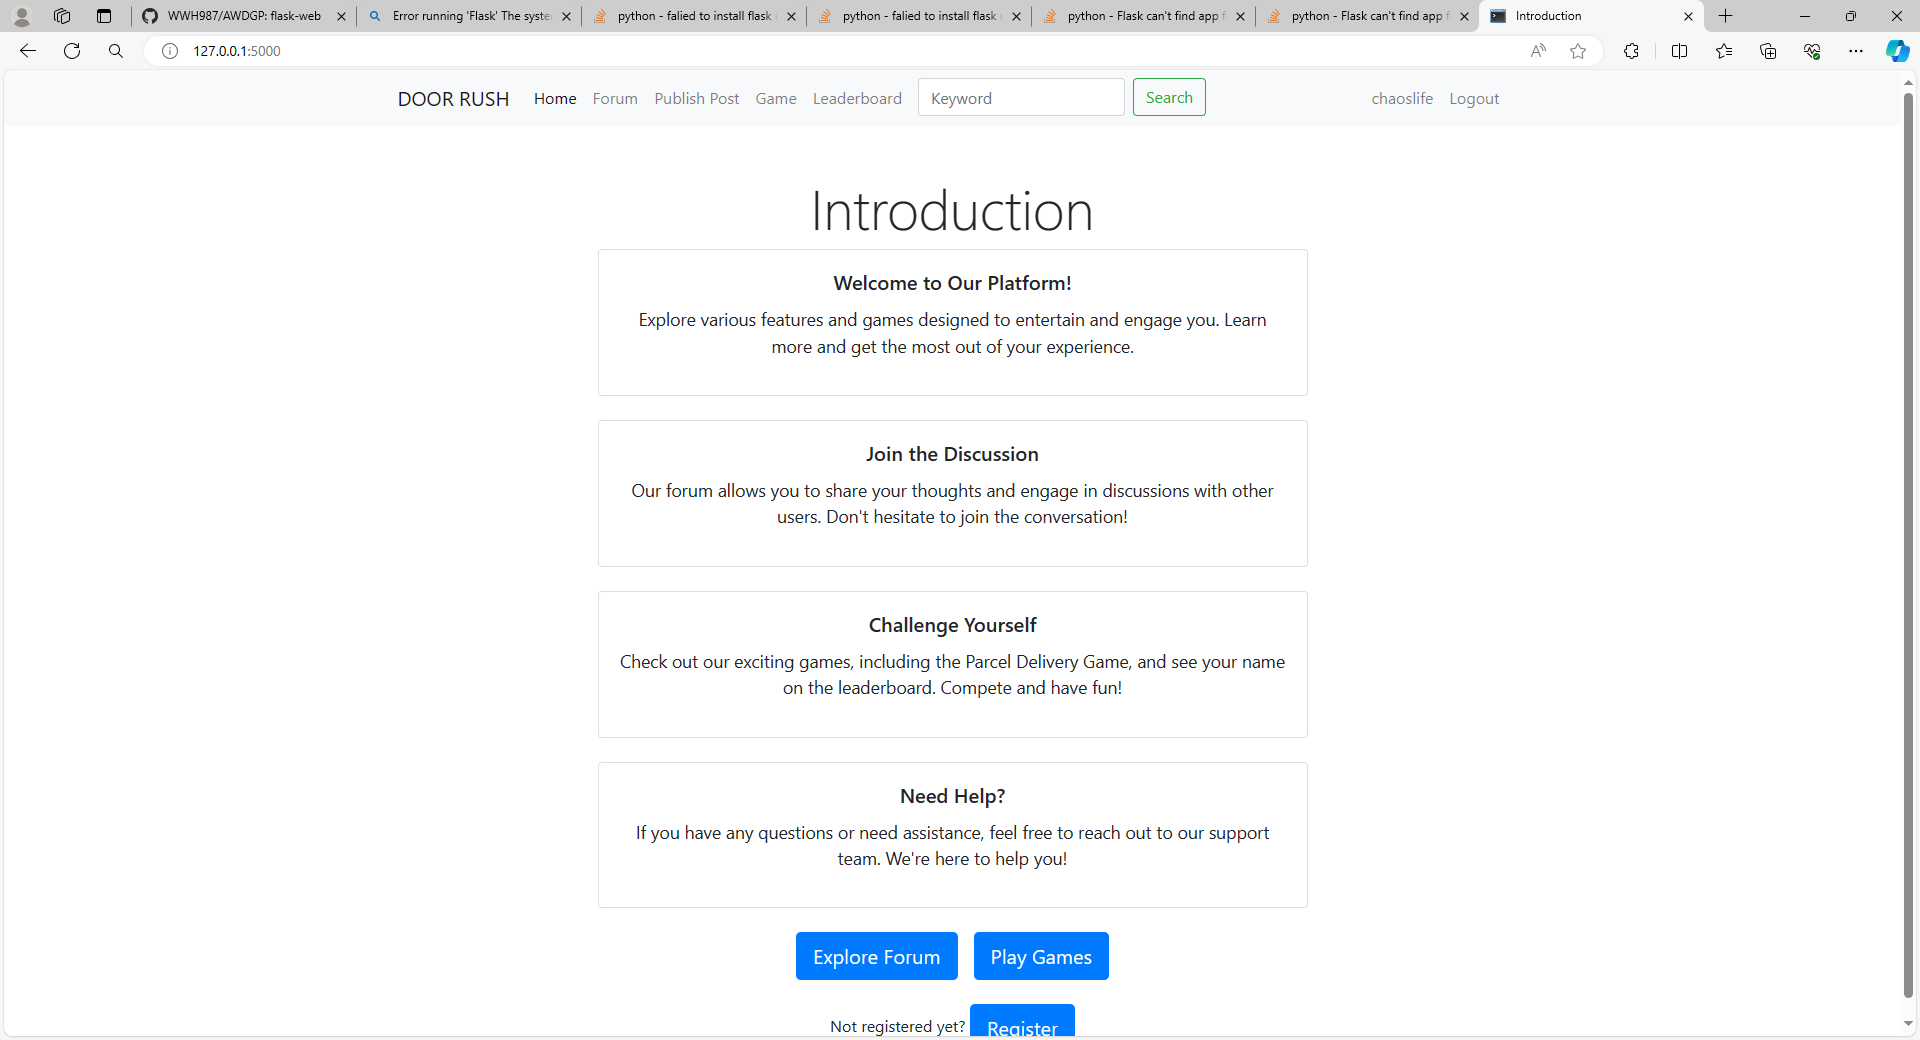 WWH987/AWDGP: flask-web
Error running 'Flask' The syste
python - falied to install flask
python - falied to install flask
python - Flask can't find app
python - Flask can't find app
Introduction
127.0.0.1:5000
DOOR RUSH Home Forum Publish Post Game Leaderboard Keyword Search chaoslife Logout
Introduction
Welcome to Our Platform!
Explore various features and games designed to entertain and engage you. Learn
more and get the most out of your experience.
Join the Discussion
Our forum allows you to share your thoughts and engage in discussions with other
users. Don't hesitate to join the conversation!
Challenge Yourself
Check out our exciting games, including the Parcel Delivery Game, and see your name
on the leaderboard. Compete and have fun!
Need Help?
If you have any questions or need assistance, feel free to reach out to our support
team. We're here to help you!
Explore Forum Play Games
Not registered yet? Register